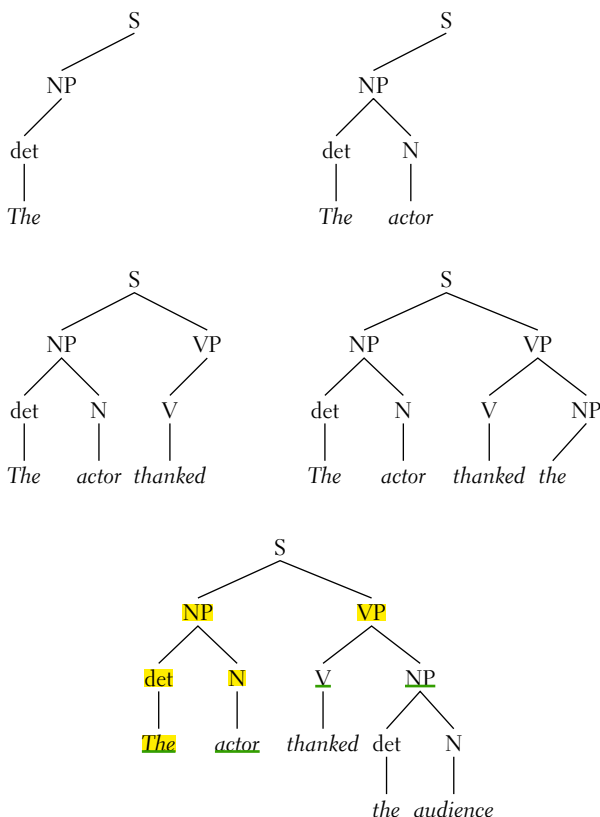 S S
NP NP
det det N
The The actor
S S
NP VP NP VP
det N V det N V NP
The actor thanked The actor thanked the
S
NP VP
det N V NP
The actor thanked det N
the audience